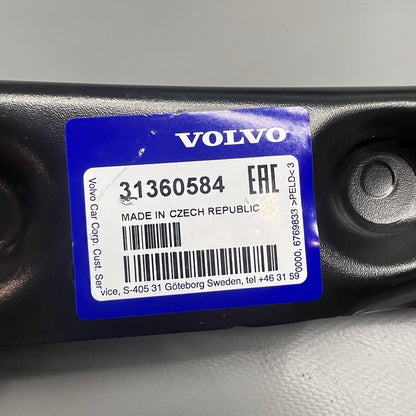 VOLVO
31360584
EAC
MADE IN CZECH REPUBLIC
Volvo Car Corp. Cust. Ser
vice, S-405 31 Göteborg Sweden, tel +46 31 59
0000, 6769833 >PELD< 3